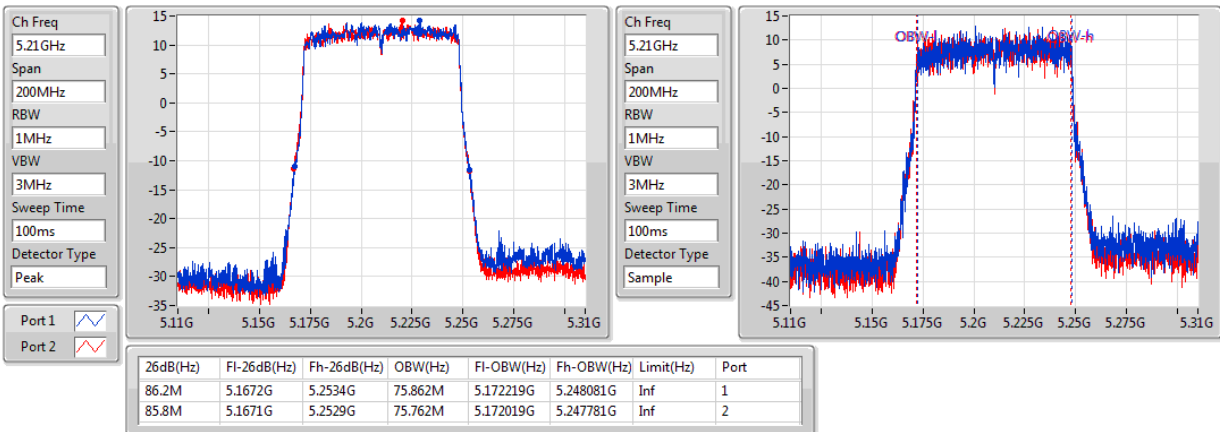 Ch Freq
5.21GHz
Span
200MHz
RBW
1MHz
VBW
3MHz
Sweep Time
100ms
Detector Type
Peak
Port 1
Port 2
15
10
5
0
-5
-10
-15
-20
-25
-30
-35
5.11G 5.15G 5.175G 5.2G 5.225G 5.25G 5.275G 5.31G
Ch Freq
5.21GHz
Span
200MHz
RBW
1MHz
VBW
3MHz
Sweep Time
100ms
Detector Type
Sample
15
10
5
0
-5
-10
-15
-20
-25
-30
-35
-40
-45
OBW-l OBW-h
5.11G 5.15G 5.175G 5.2G 5.225G 5.25G 5.275G 5.31G
26dB(Hz) Fl-26dB(Hz) Fh-26dB(Hz) OBW(Hz) Fl-OBW(Hz) Fh-OBW(Hz) Limit(Hz) Port
86.2M 5.1672G 5.2534G 75.862M 5.172219G 5.248081G Inf 1
85.8M 5.1671G 5.2529G 75.762M 5.172019G 5.247781G Inf 2